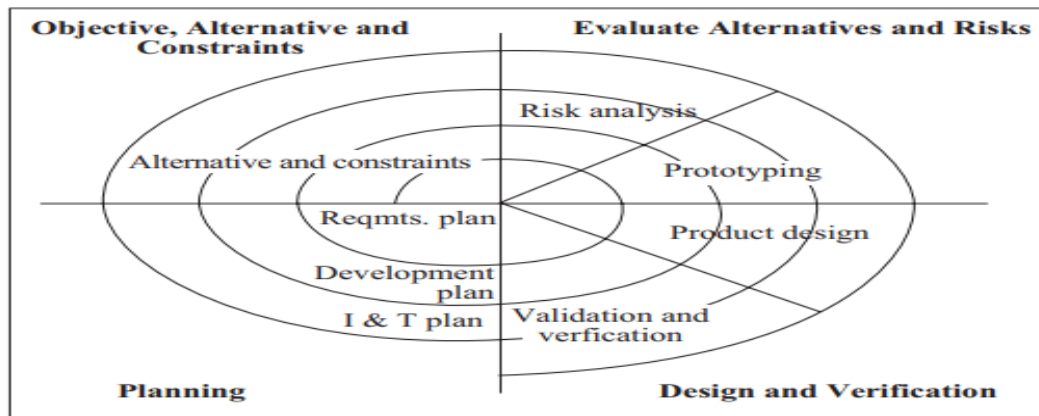 Objective, Alternative and
Constraints
Evaluate Alternatives and Risks
Risk analysis
Alternative and constraints
Prototyping
Reqmts. plan
Product design
Development
plan
I & T plan
Validation and
verfication
Planning
Design and Verification